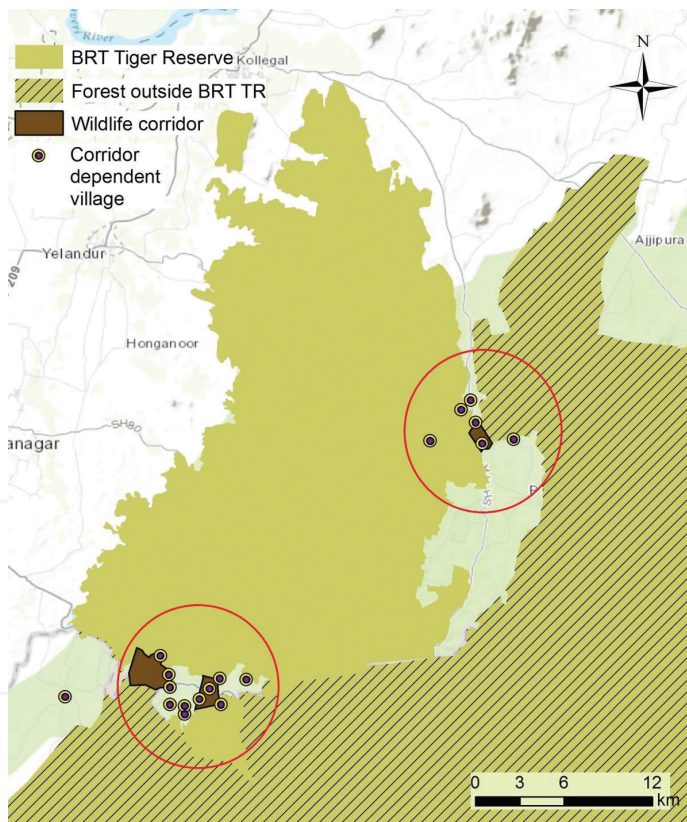 River
Kollegal
N
BRT Tiger Reserve
Forest outside BRT TR
Wildlife corridor
Corridor
dependent
village
Yelandur
209
Ajjipura
Honganoor
anagar
SH80
SH
0 3 6 12
km